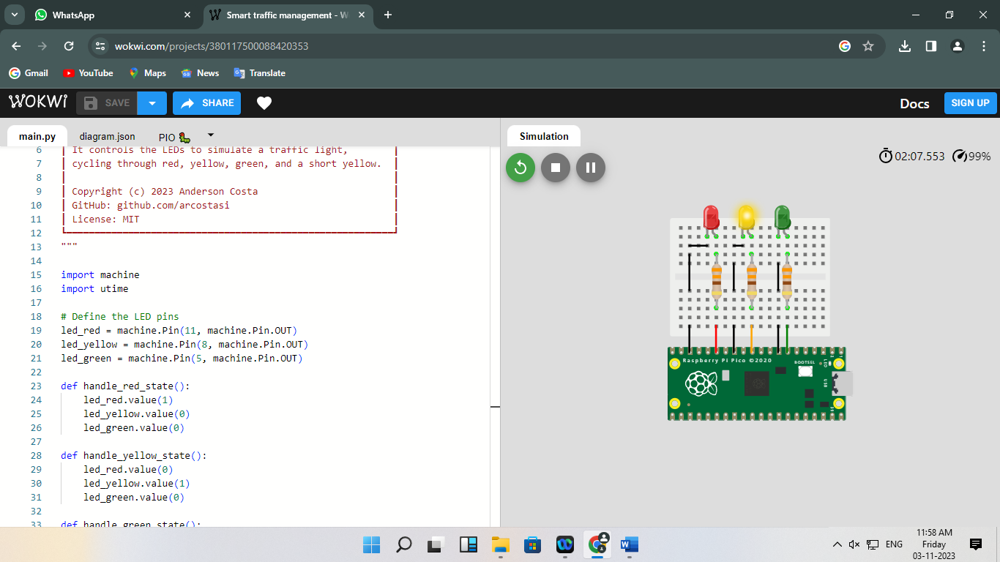 WhatsApp
Smart traffic management - W
wokwi.com/projects/380117500088420353
Gmail
YouTube
Maps
News
Translate
WOKWI
SAVE
SHARE
Docs
SIGN UP
main.py
diagram.json
PIO
6 It controls the LEDs to simulate a traffic light,
7 cycling through red, yellow, green, and a short yellow.
8
9 Copyright (c) 2023 Anderson Costa
10 GitHub: github.com/arcostasi
11 License: MIT
12
13 """
14
15 import machine
16 import utime
17
18 # Define the LED pins
19 led_red = machine.Pin(11, machine.Pin.OUT)
20 led_yellow = machine.Pin(8, machine.Pin.OUT)
21 led_green = machine.Pin(5, machine.Pin.OUT)
22
23 def handle_red_state():
24 led_red.value(1)
25 led_yellow.value(0)
26 led_green.value(0)
27
28 def handle_yellow_state():
29 led_red.value(0)
30 led_yellow.value(1)
31 led_green.value(0)
32
33 def handle_green_state():
Simulation
02:07.553
99%
Raspberry Pi Pico ©2020
BOOTSEL
LED
USB
ENG
11:58 AM
Friday
03-11-2023